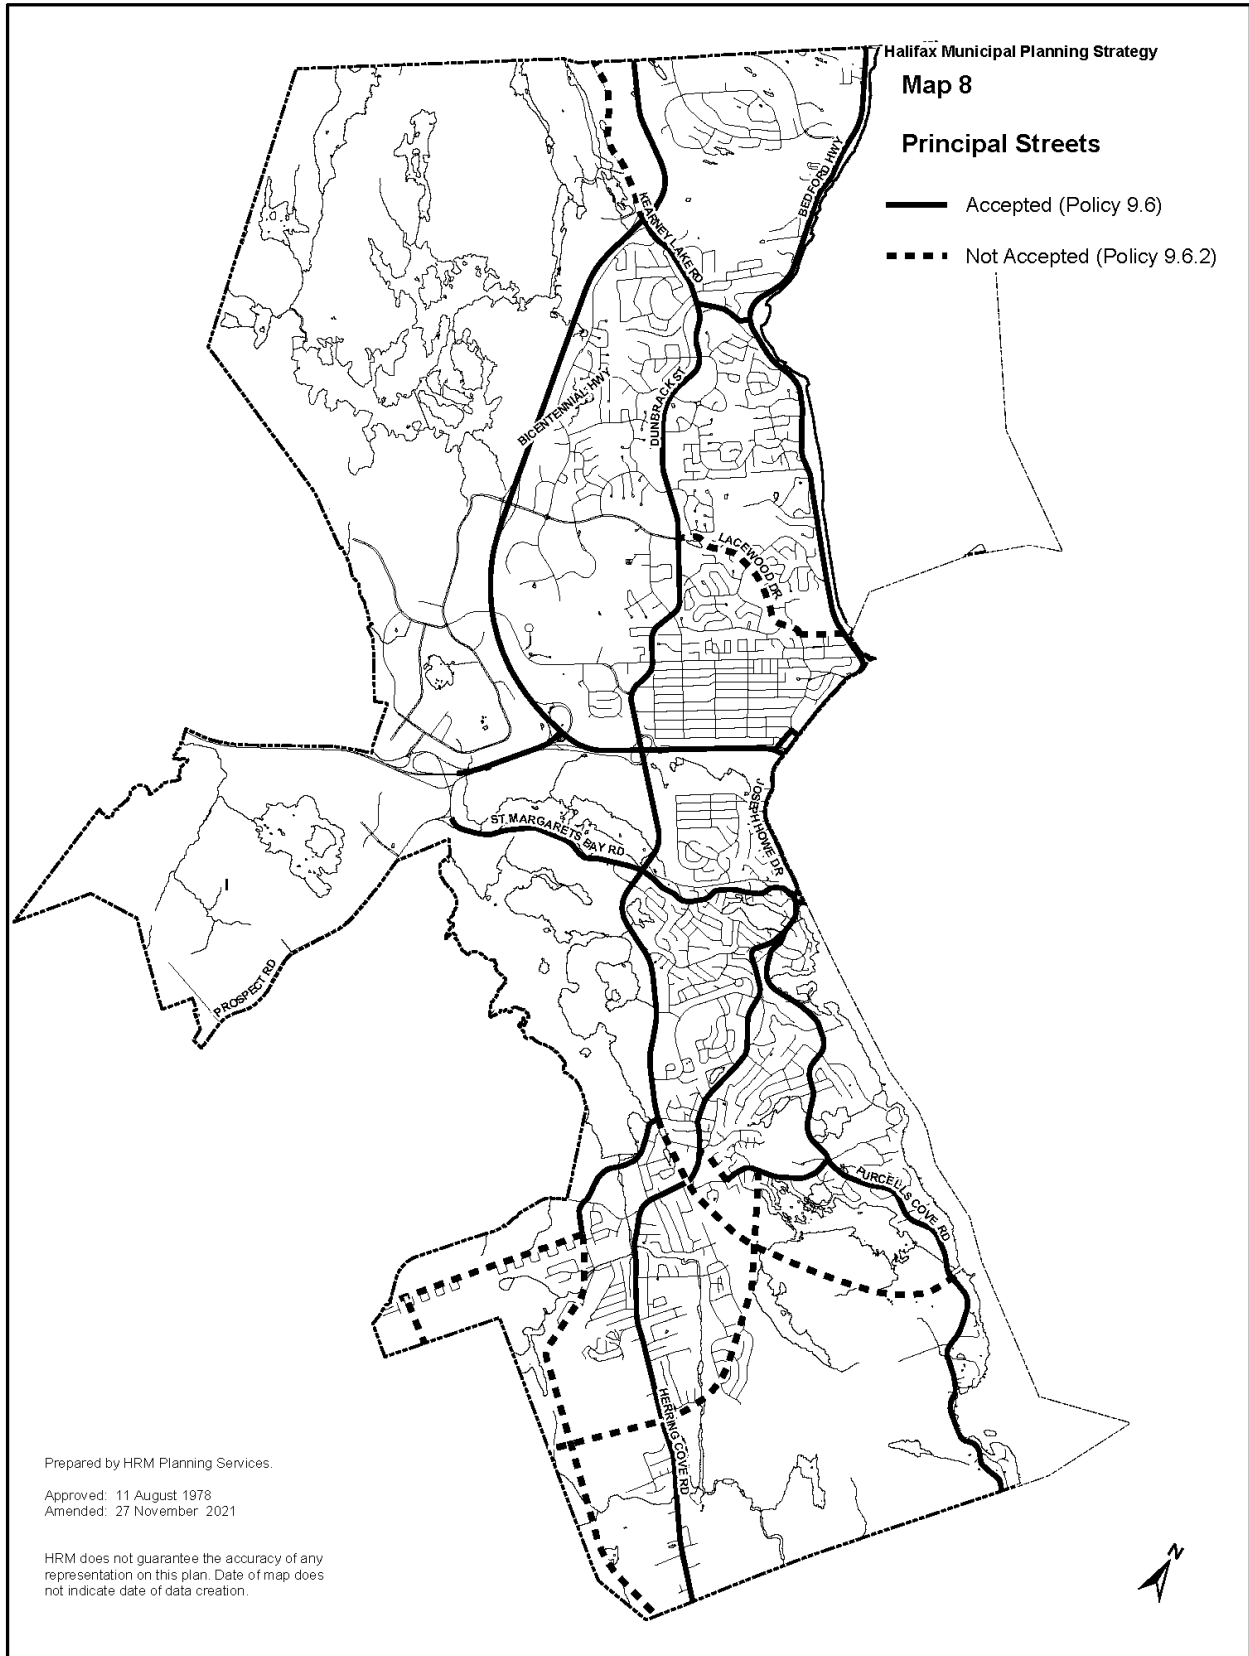 Halifax Municipal Planning Strategy
Map 8
Principal Streets
Accepted (Policy 9.6)
Not Accepted (Policy 9.6.2)
BEDFORD HWY
KEARNEY LAKE RD
BICENTENNIAL HWY
DUNBRACK ST
LACEWOOD DR
JOSEPH HOWE DR
ST MARGARETS BAY RD
PROSPECT RD
PURCELLS COVE RD
HERRING COVE RD
Prepared by HRM Planning Services.
Approved: 11 August 1978
Amended: 27 November 2021
HRM does not guarantee the accuracy of any
representation on this plan. Date of map does
not indicate date of data creation.
N